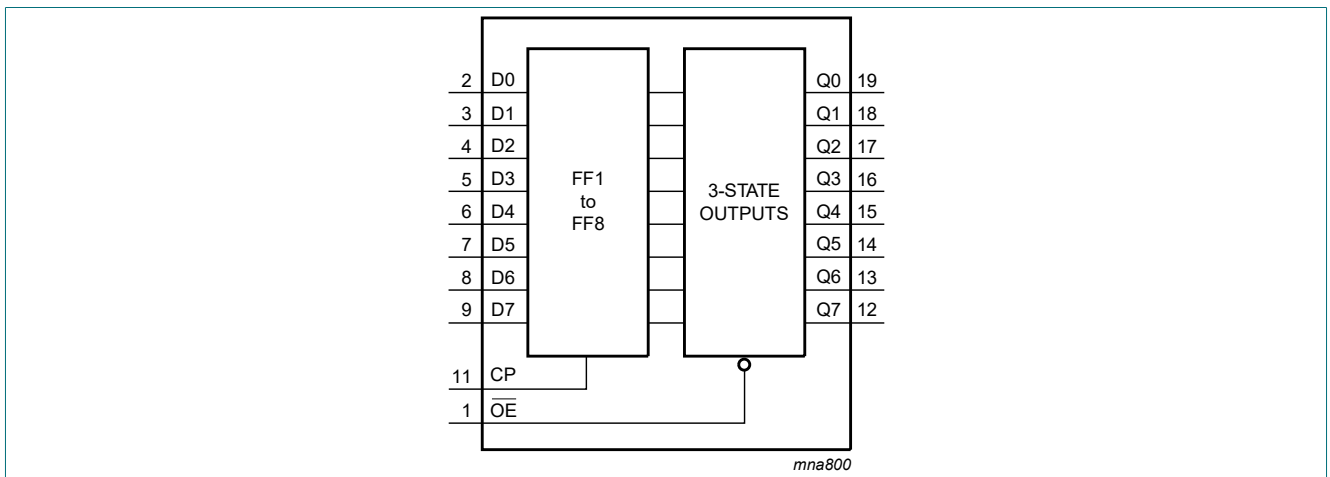 2 D0 Q0 19
3 D1 Q1 18
4 D2 Q2 17
5 D3 FF1 Q3 16
to 3-STATE
6 D4 FF8 OUTPUTS Q4 15
7 D5 Q5 14
8 D6 Q6 13
9 D7 Q7 12
11 CP
1 O̅E̅
mna800